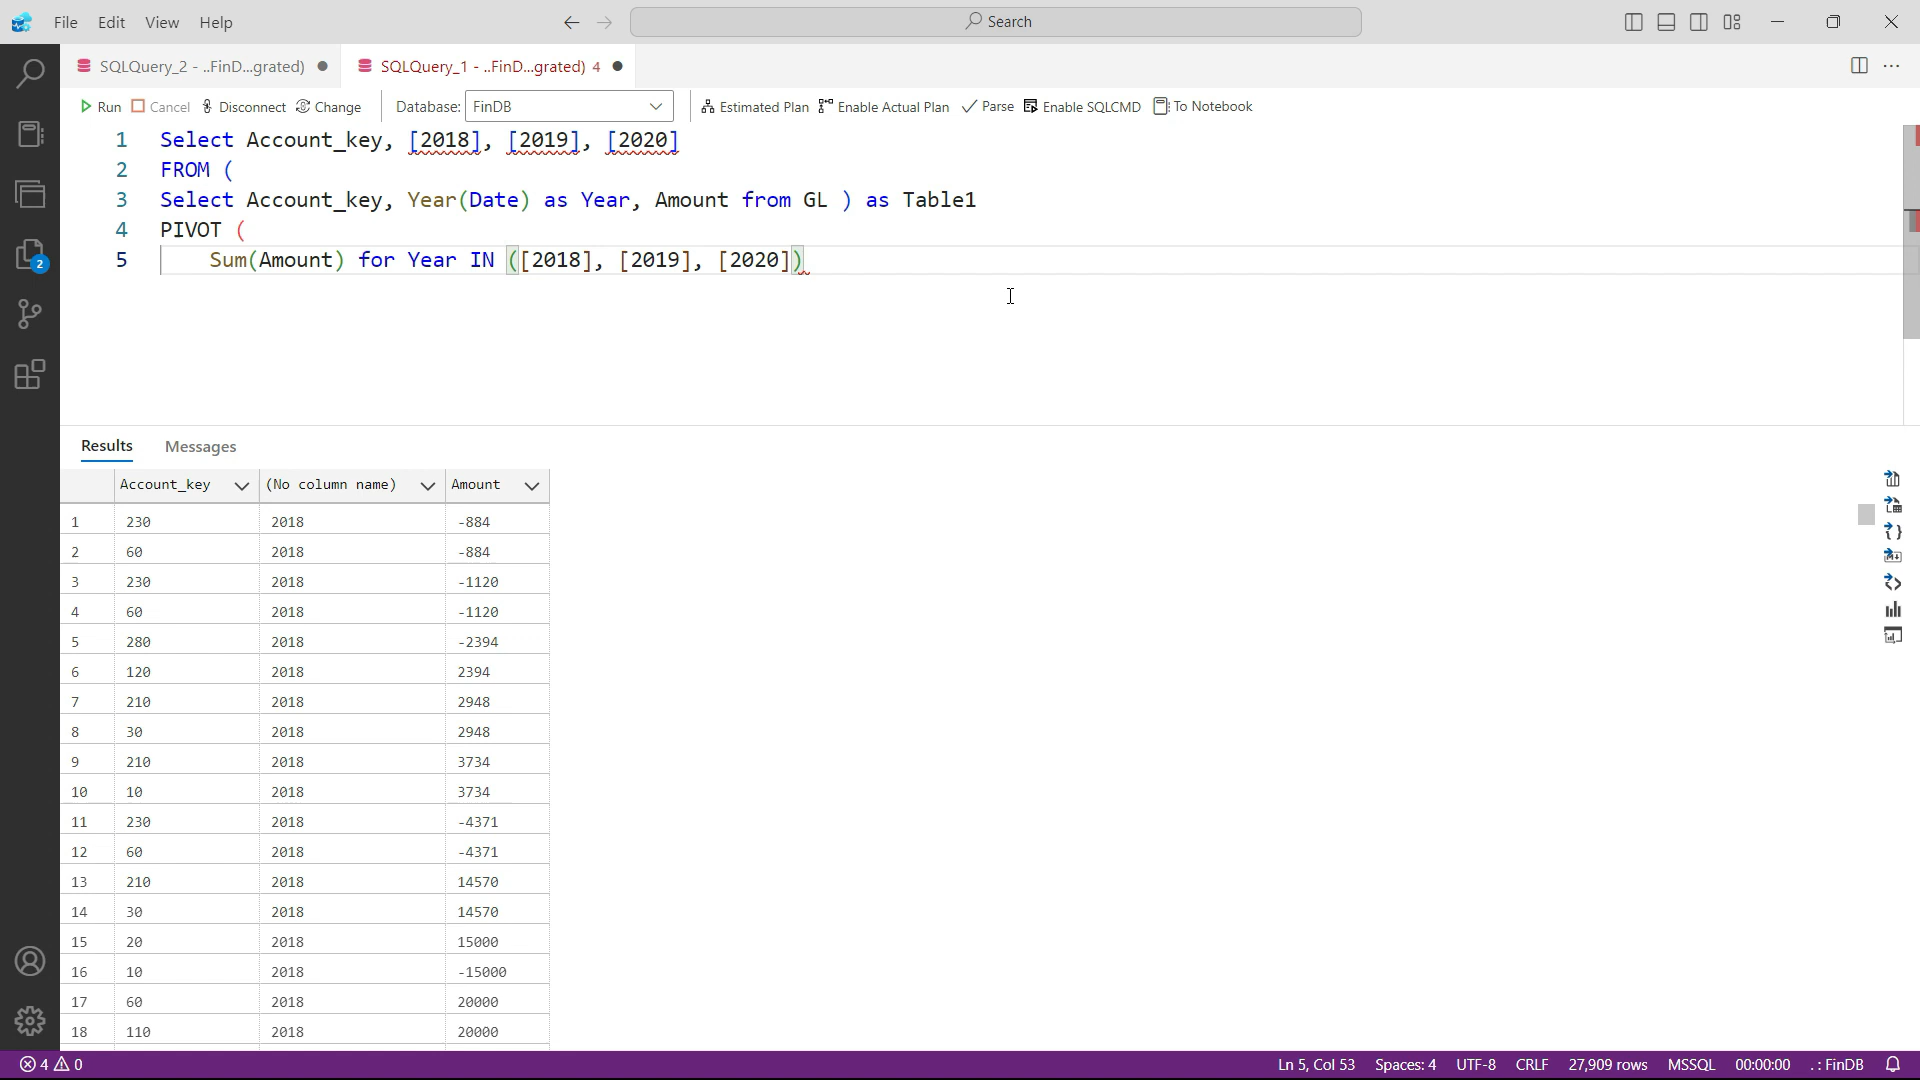 File Edit View Help
Search
SQLQuery_2 - ..FinD...grated)
SQLQuery_1 - ..FinD...grated) 4
Run Cancel Disconnect Change Database: FinDB Estimated Plan Enable Actual Plan Parse Enable SQLCMD To Notebook
1 Select Account_key, [2018], [2019], [2020]
2 FROM (
3 Select Account_key, Year(Date) as Year, Amount from GL ) as Table1
4 PIVOT (
5 Sum(Amount) for Year IN ([2018], [2019], [2020])
2
Results Messages
Account_key (No column name) Amount
1 230 2018 -884
2 60 2018 -884
3 230 2018 -1120
4 60 2018 -1120
5 280 2018 -2394
6 120 2018 2394
7 210 2018 2948
8 30 2018 2948
9 210 2018 3734
10 10 2018 3734
11 230 2018 -4371
12 60 2018 -4371
13 210 2018 14570
14 30 2018 14570
15 20 2018 15000
16 10 2018 -15000
17 60 2018 20000
18 110 2018 20000
4 0 Ln 5, Col 53 Spaces: 4 UTF-8 CRLF 27,909 rows MSSQL 00:00:00 . : FinDB